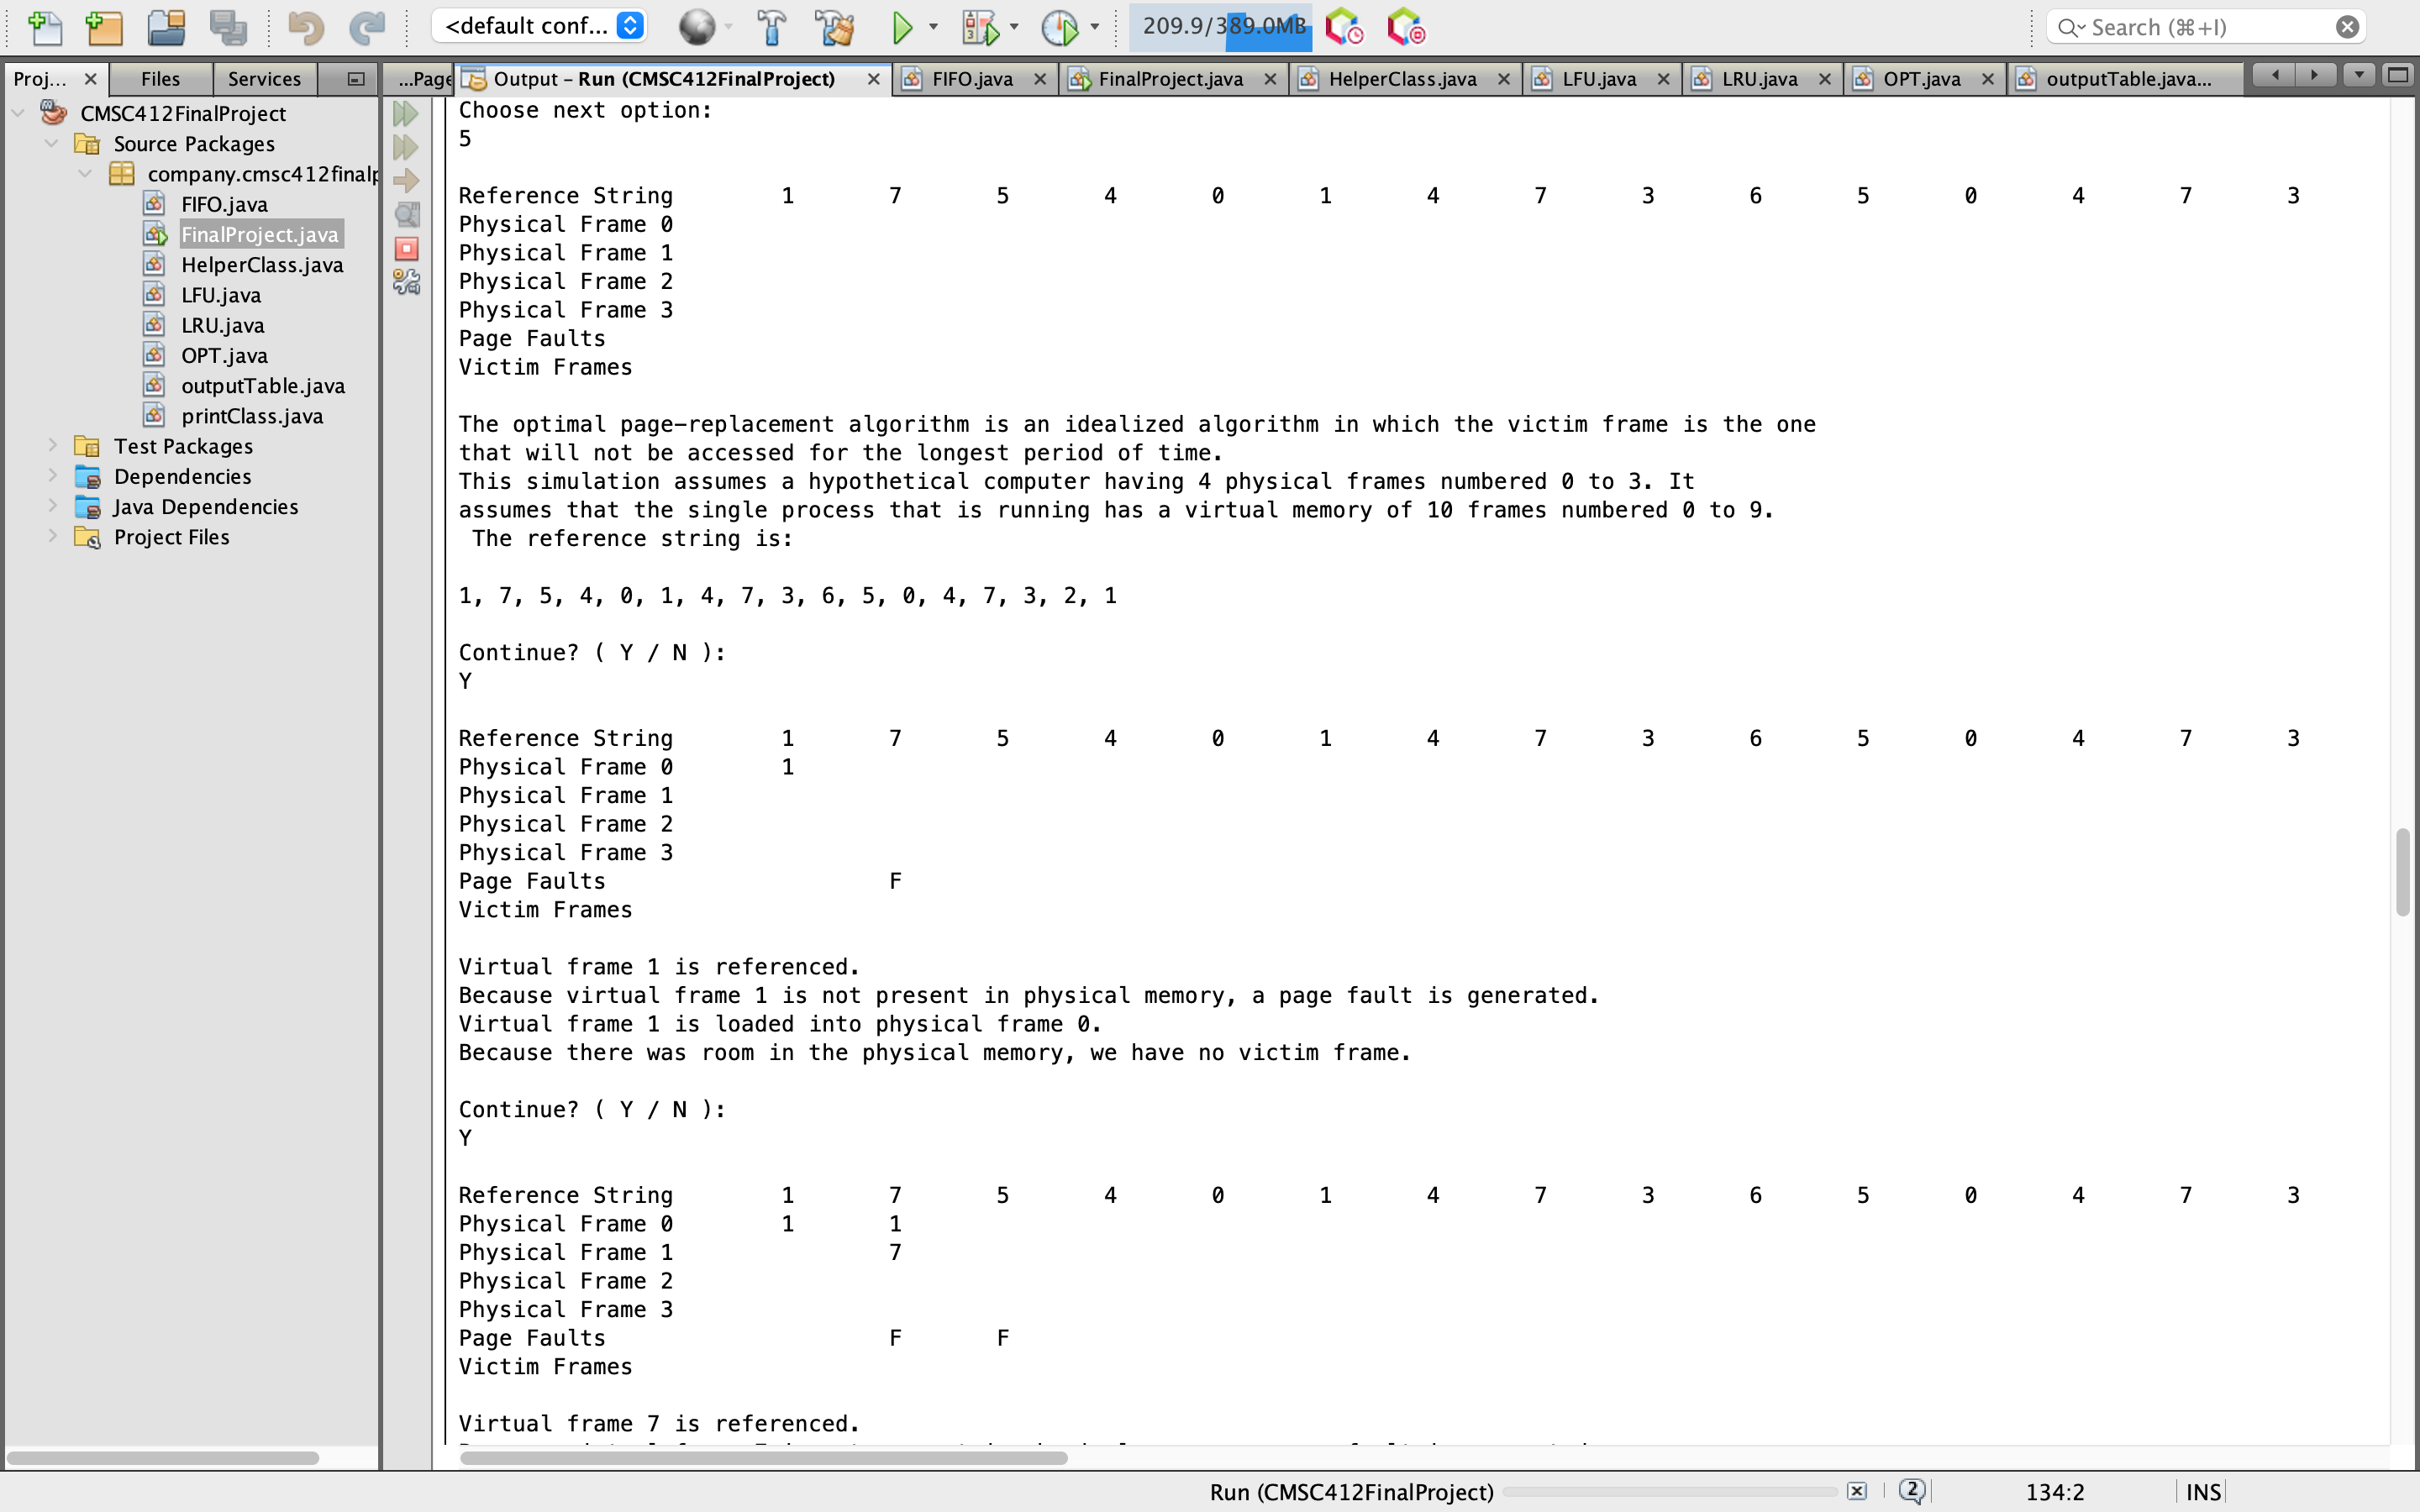 <default conf...
209.9/389.0MB
Search (⌘+I)
Proj...
Files
Services
...Page
Output – Run (CMSC412FinalProject)
FIFO.java
FinalProject.java
HelperClass.java
LFU.java
LRU.java
OPT.java
outputTable.java...
CMSC412FinalProject
Source Packages
company.cmsc412finalp
FIFO.java
FinalProject.java
HelperClass.java
LFU.java
LRU.java
OPT.java
outputTable.java
printClass.java
Test Packages
Dependencies
Java Dependencies
Project Files
Choose next option:
5
Reference String 1 7 5 4 0 1 4 7 3 6 5 0 4 7 3
Physical Frame 0
Physical Frame 1
Physical Frame 2
Physical Frame 3
Page Faults
Victim Frames
The optimal page-replacement algorithm is an idealized algorithm in which the victim frame is the one
that will not be accessed for the longest period of time.
This simulation assumes a hypothetical computer having 4 physical frames numbered 0 to 3. It
assumes that the single process that is running has a virtual memory of 10 frames numbered 0 to 9.
The reference string is:
1, 7, 5, 4, 0, 1, 4, 7, 3, 6, 5, 0, 4, 7, 3, 2, 1
Continue? ( Y / N ):
Y
Reference String 1 7 5 4 0 1 4 7 3 6 5 0 4 7 3
Physical Frame 0 1
Physical Frame 1
Physical Frame 2
Physical Frame 3
Page Faults F
Victim Frames
Virtual frame 1 is referenced.
Because virtual frame 1 is not present in physical memory, a page fault is generated.
Virtual frame 1 is loaded into physical frame 0.
Because there was room in the physical memory, we have no victim frame.
Continue? ( Y / N ):
Y
Reference String 1 7 5 4 0 1 4 7 3 6 5 0 4 7 3
Physical Frame 0 1 1
Physical Frame 1 7
Physical Frame 2
Physical Frame 3
Page Faults F F
Victim Frames
Virtual frame 7 is referenced.
Run (CMSC412FinalProject)
2
134:2
INS